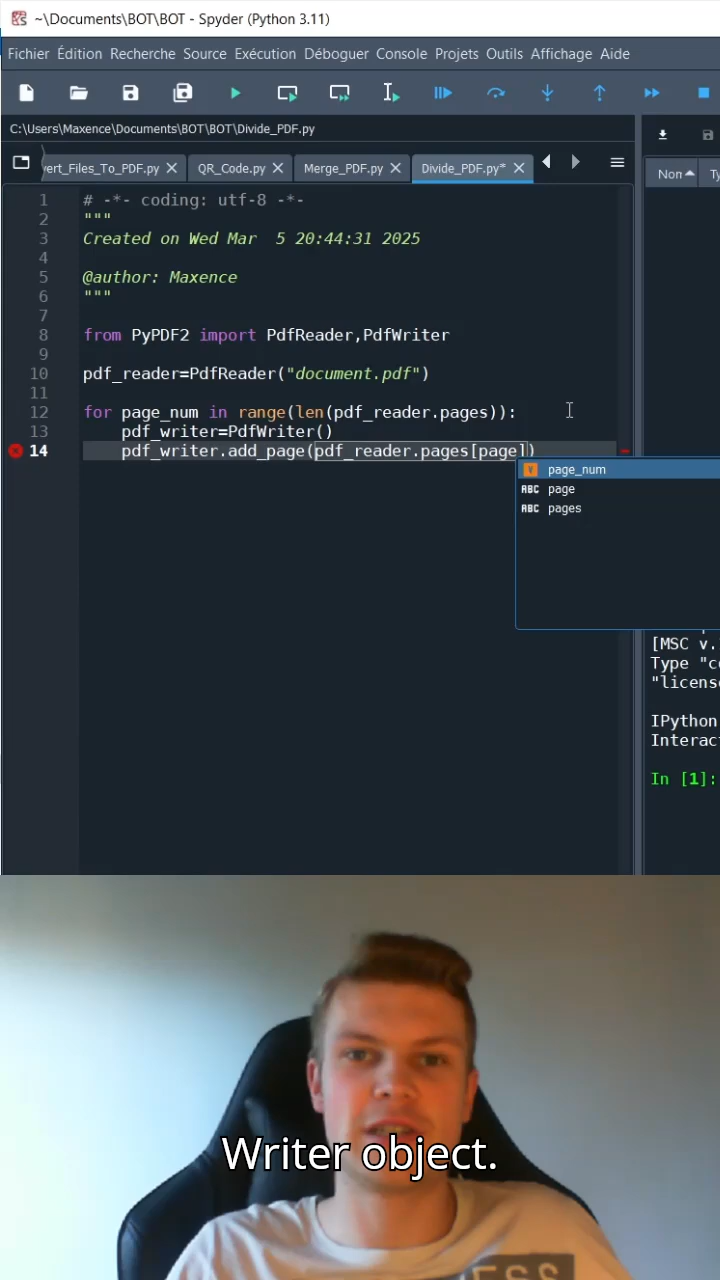 ~\Documents\BOT\BOT - Spyder (Python 3.11)
Fichier Édition Recherche Source Exécution Déboguer Console Projets Outils Affichage Aide
C:\Users\Maxence\Documents\BOT\BOT\Divide_PDF.py
ert_Files_To_PDF.py QR_Code.py Merge_PDF.py Divide_PDF.py* Non Ty
1 # -*- coding: utf-8 -*-
2 """
3 Created on Wed Mar  5 20:44:31 2025
4
5 @author: Maxence
6 """
7
8 from PyPDF2 import PdfReader,PdfWriter
9
10 pdf_reader=PdfReader("document.pdf")
11
12 for page_num in range(len(pdf_reader.pages)):
13 pdf_writer=PdfWriter()
14 pdf_writer.add_page(pdf_reader.pages[page])
page_num
ABC page
ABC pages
[MSC v.
Type "co
"license
IPython
Interac
In [1]:
Writer object.